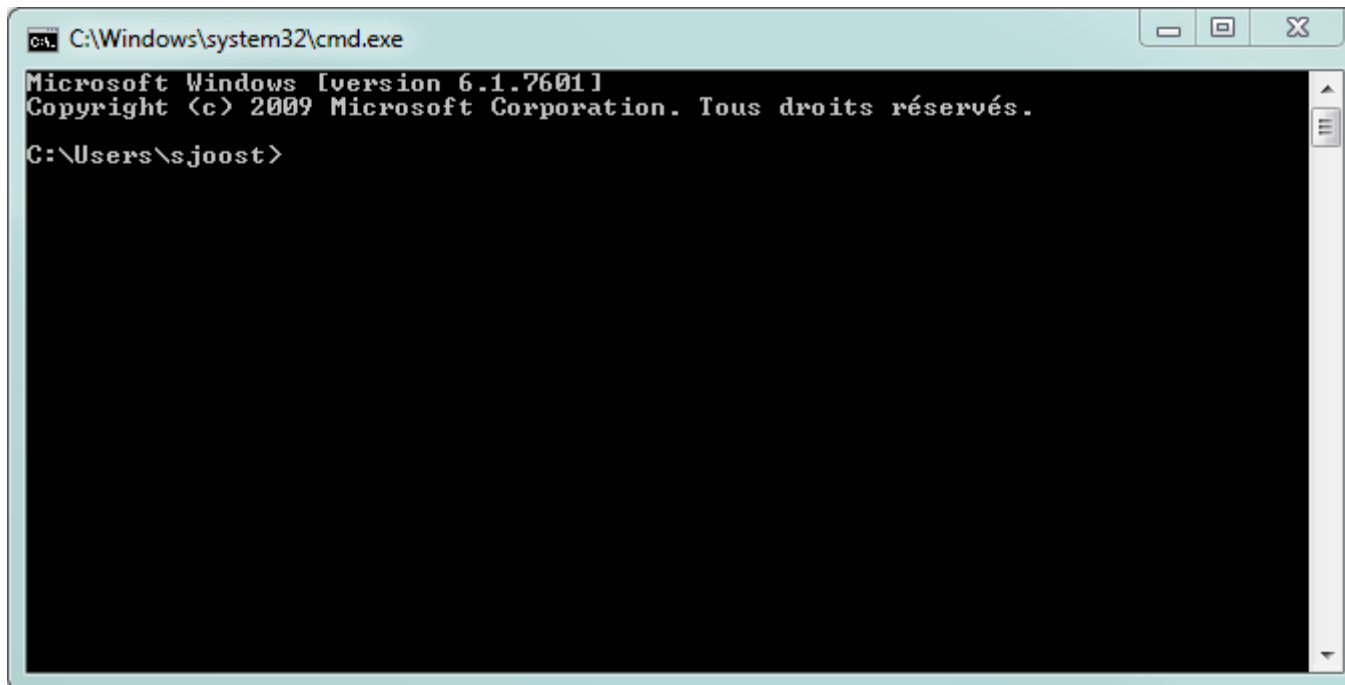 C:\Windows\system32\cmd.exe
Microsoft Windows [version 6.1.7601]
Copyright (c) 2009 Microsoft Corporation. Tous droits réservés.
C:\Users\sjoost>